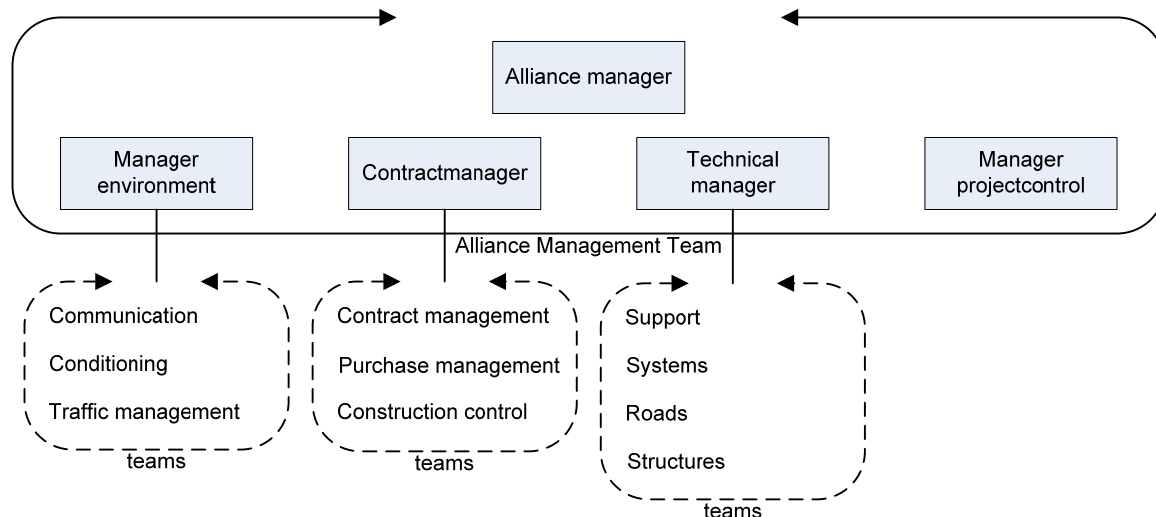 Alliance manager
Manager
environment
Contractmanager
Technical
manager
Manager
projectcontrol
Alliance Management Team
Communication
Conditioning
Traffic management
teams
Contract management
Purchase management
Construction control
teams
Support
Systems
Roads
Structures
teams